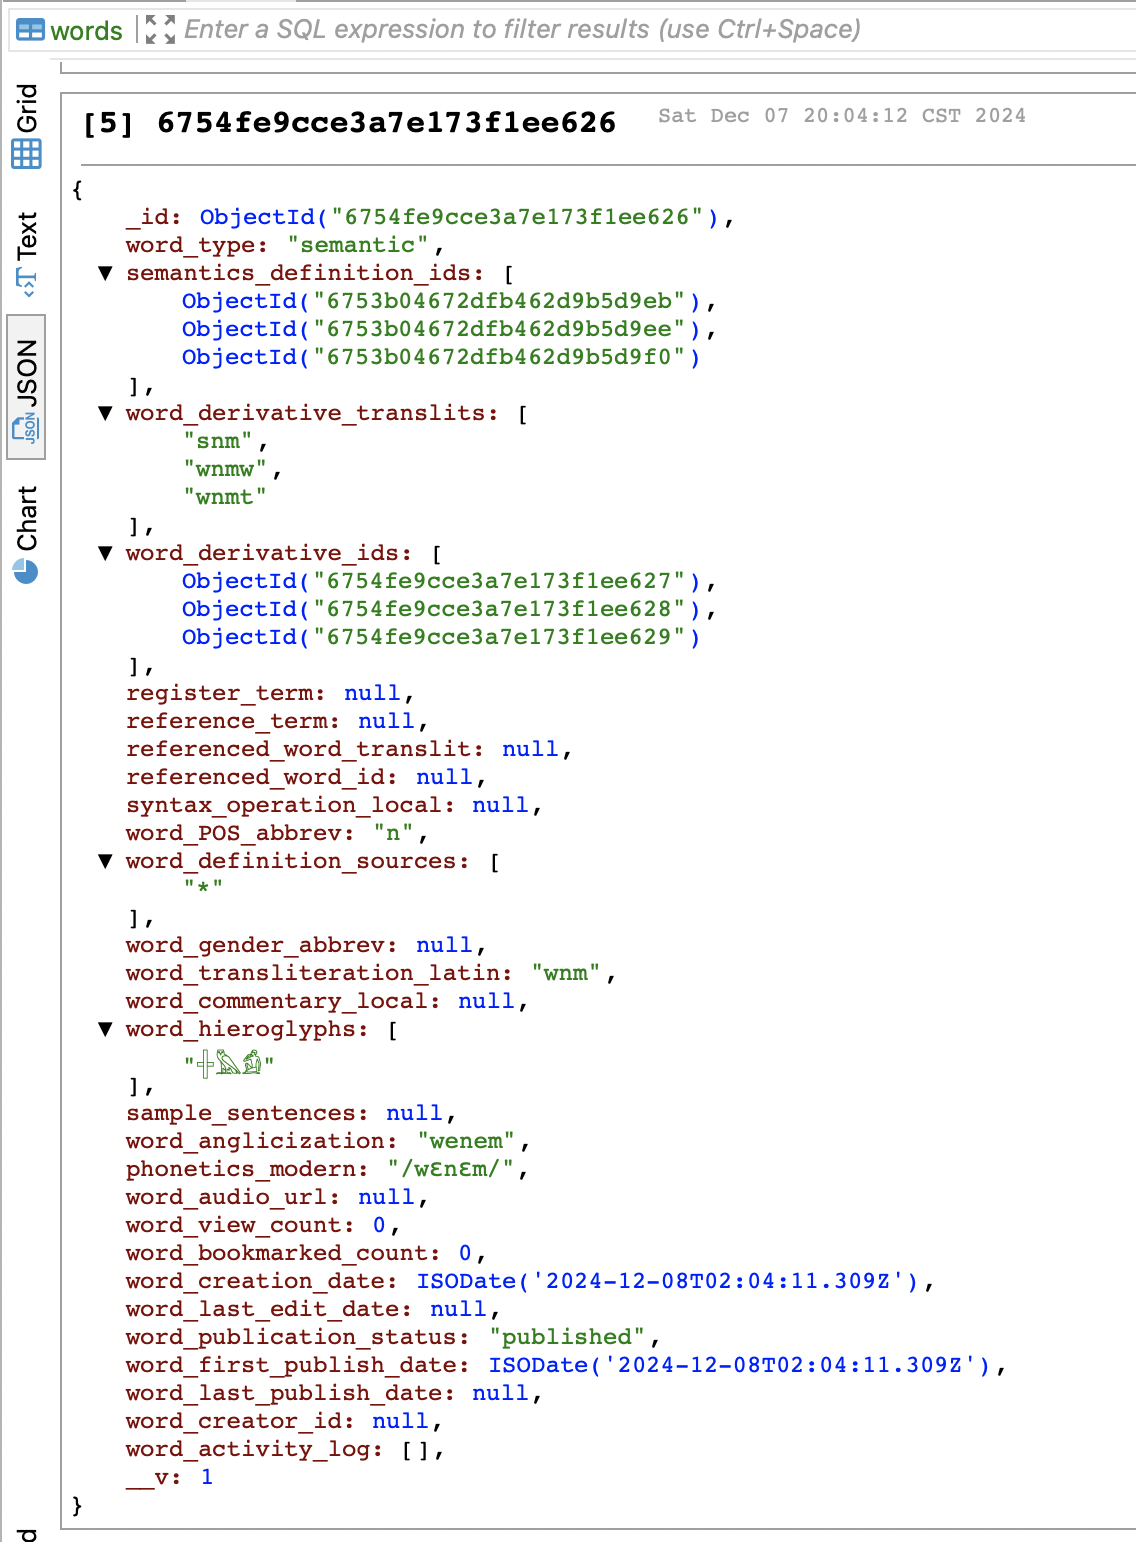 words Enter a SQL expression to filter results (use Ctrl+Space)
Grid
Text
JSON
Chart
[5] 6754fe9cce3a7e173f1ee626 Sat Dec 07 20:04:12 CST 2024
{
_id: ObjectId("6754fe9cce3a7e173f1ee626"),
word_type: "semantic",
▼ semantics_definition_ids: [
ObjectId("6753b04672dfb462d9b5d9eb"),
ObjectId("6753b04672dfb462d9b5d9ee"),
ObjectId("6753b04672dfb462d9b5d9f0")
],
▼ word_derivative_translits: [
"snm",
"wnmw",
"wnmt"
],
▼ word_derivative_ids: [
ObjectId("6754fe9cce3a7e173f1ee627"),
ObjectId("6754fe9cce3a7e173f1ee628"),
ObjectId("6754fe9cce3a7e173f1ee629")
],
register_term: null,
reference_term: null,
referenced_word_translit: null,
referenced_word_id: null,
syntax_operation_local: null,
word_POS_abbrev: "n",
▼ word_definition_sources: [
"*"
],
word_gender_abbrev: null,
word_transliteration_latin: "wnm",
word_commentary_local: null,
▼ word_hieroglyphs: [
"𓏶𓅓𓀁"
],
sample_sentences: null,
word_anglicization: "wenem",
phonetics_modern: "/wɛnɛm/",
word_audio_url: null,
word_view_count: 0,
word_bookmarked_count: 0,
word_creation_date: ISODate('2024-12-08T02:04:11.309Z'),
word_last_edit_date: null,
word_publication_status: "published",
word_first_publish_date: ISODate('2024-12-08T02:04:11.309Z'),
word_last_publish_date: null,
word_creator_id: null,
word_activity_log: [],
__v: 1
}